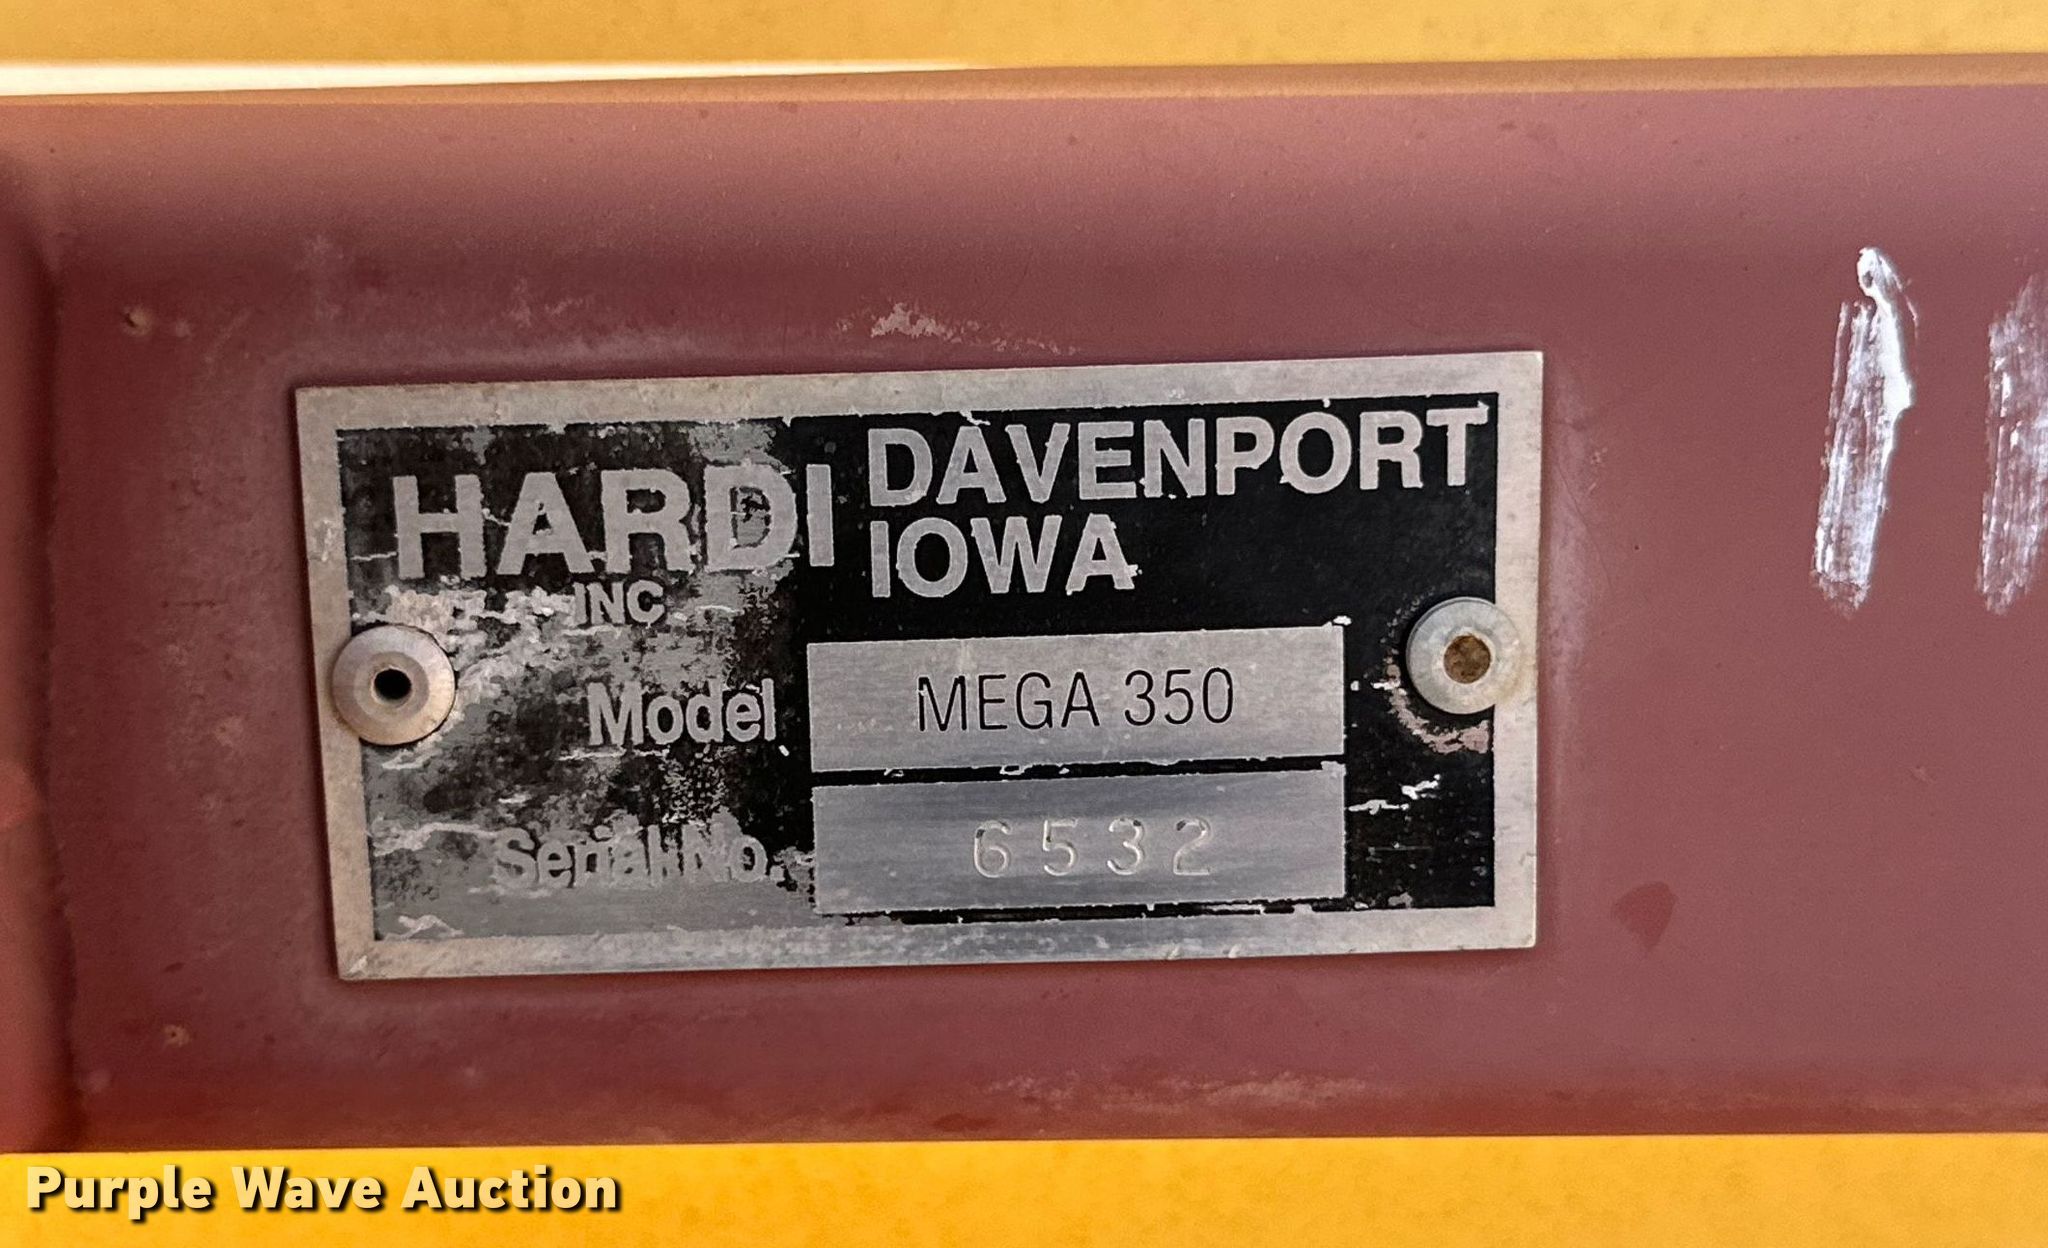 HARDI
INC
DAVENPORT
IOWA
Model MEGA 350
Serial No. 6532
Purple Wave Auction